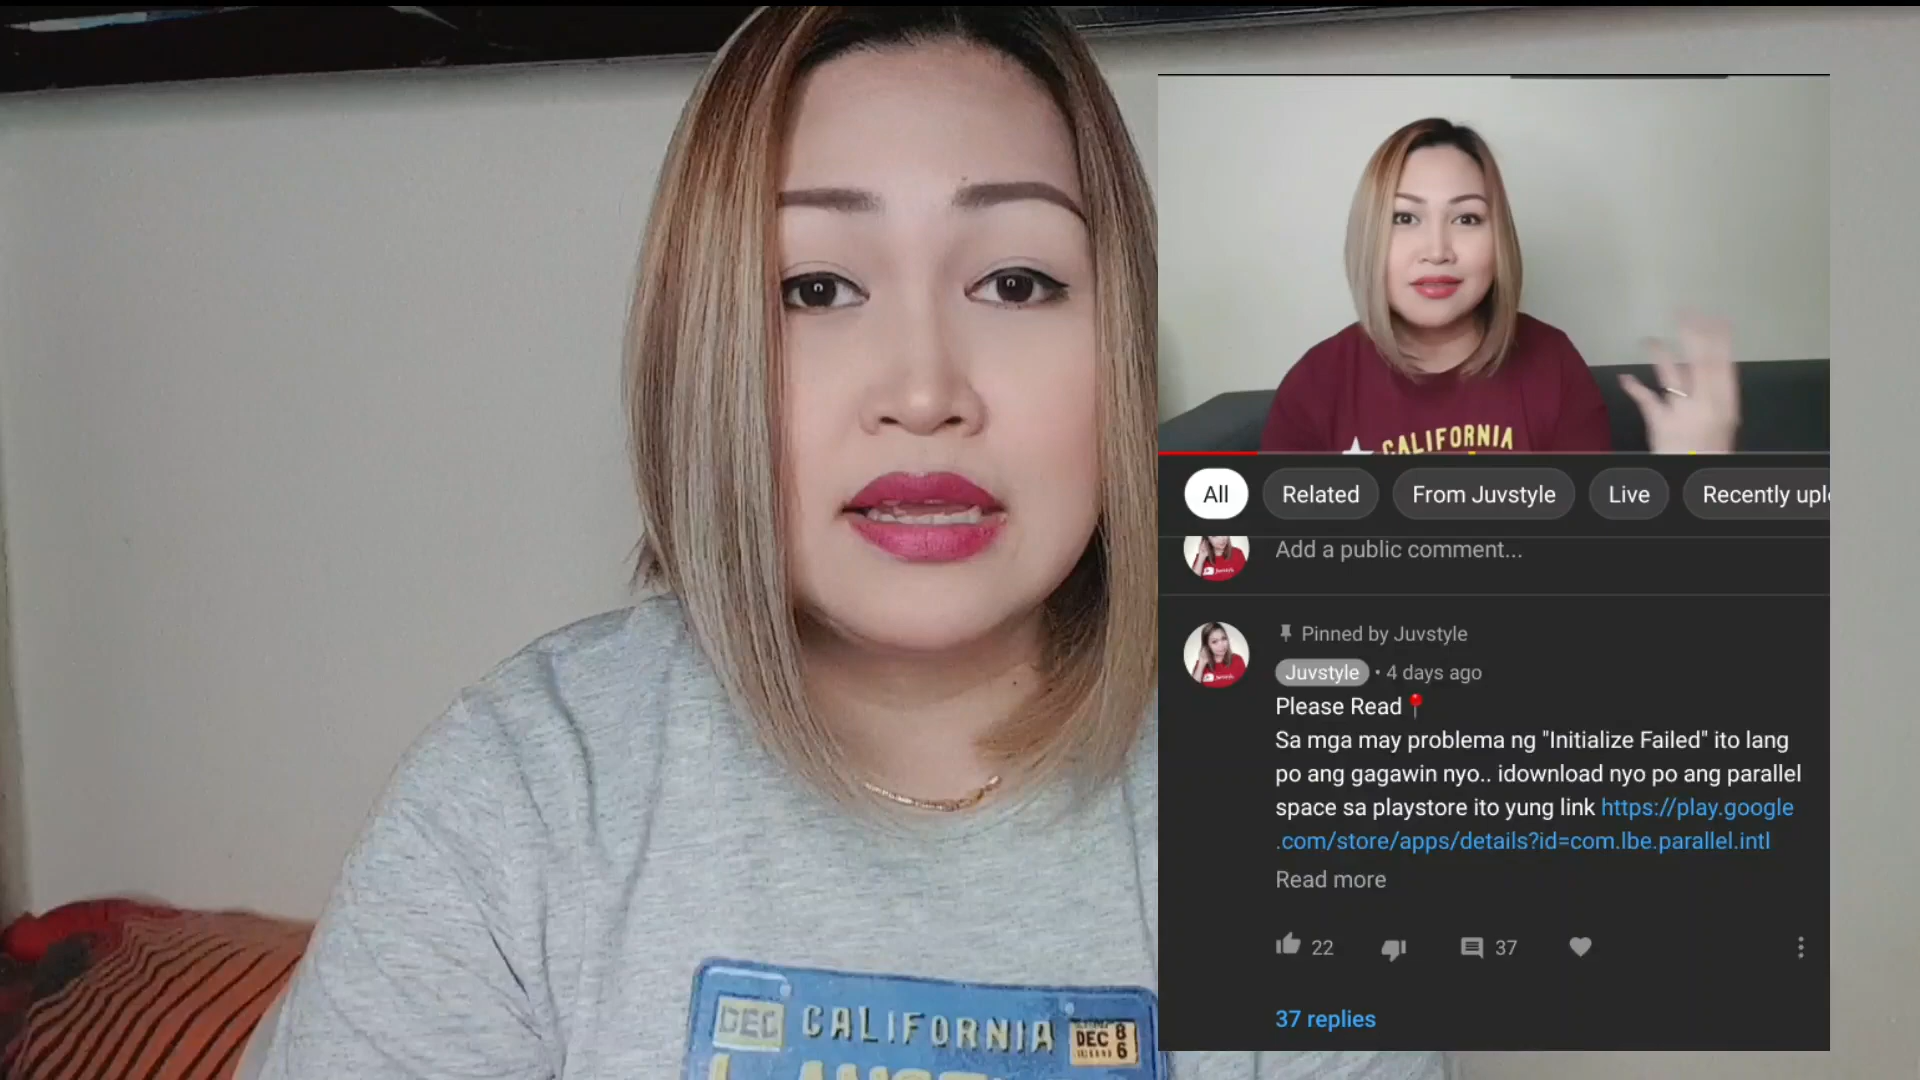 CALIFORNIA
All
Related
From Juvstyle
Live
Recently uplo
Add a public comment...
Pinned by Juvstyle
Juvstyle • 4 days ago
Please Read📍
Sa mga may problema ng "Initialize Failed" ito lang
po ang gagawin nyo.. idownload nyo po ang parallel
space sa playstore ito yung link https://play.google
.com/store/apps/details?id=com.lbe.parallel.intl
Read more
22
37
37 replies
DEC
CALIFORNIA
DEC
86